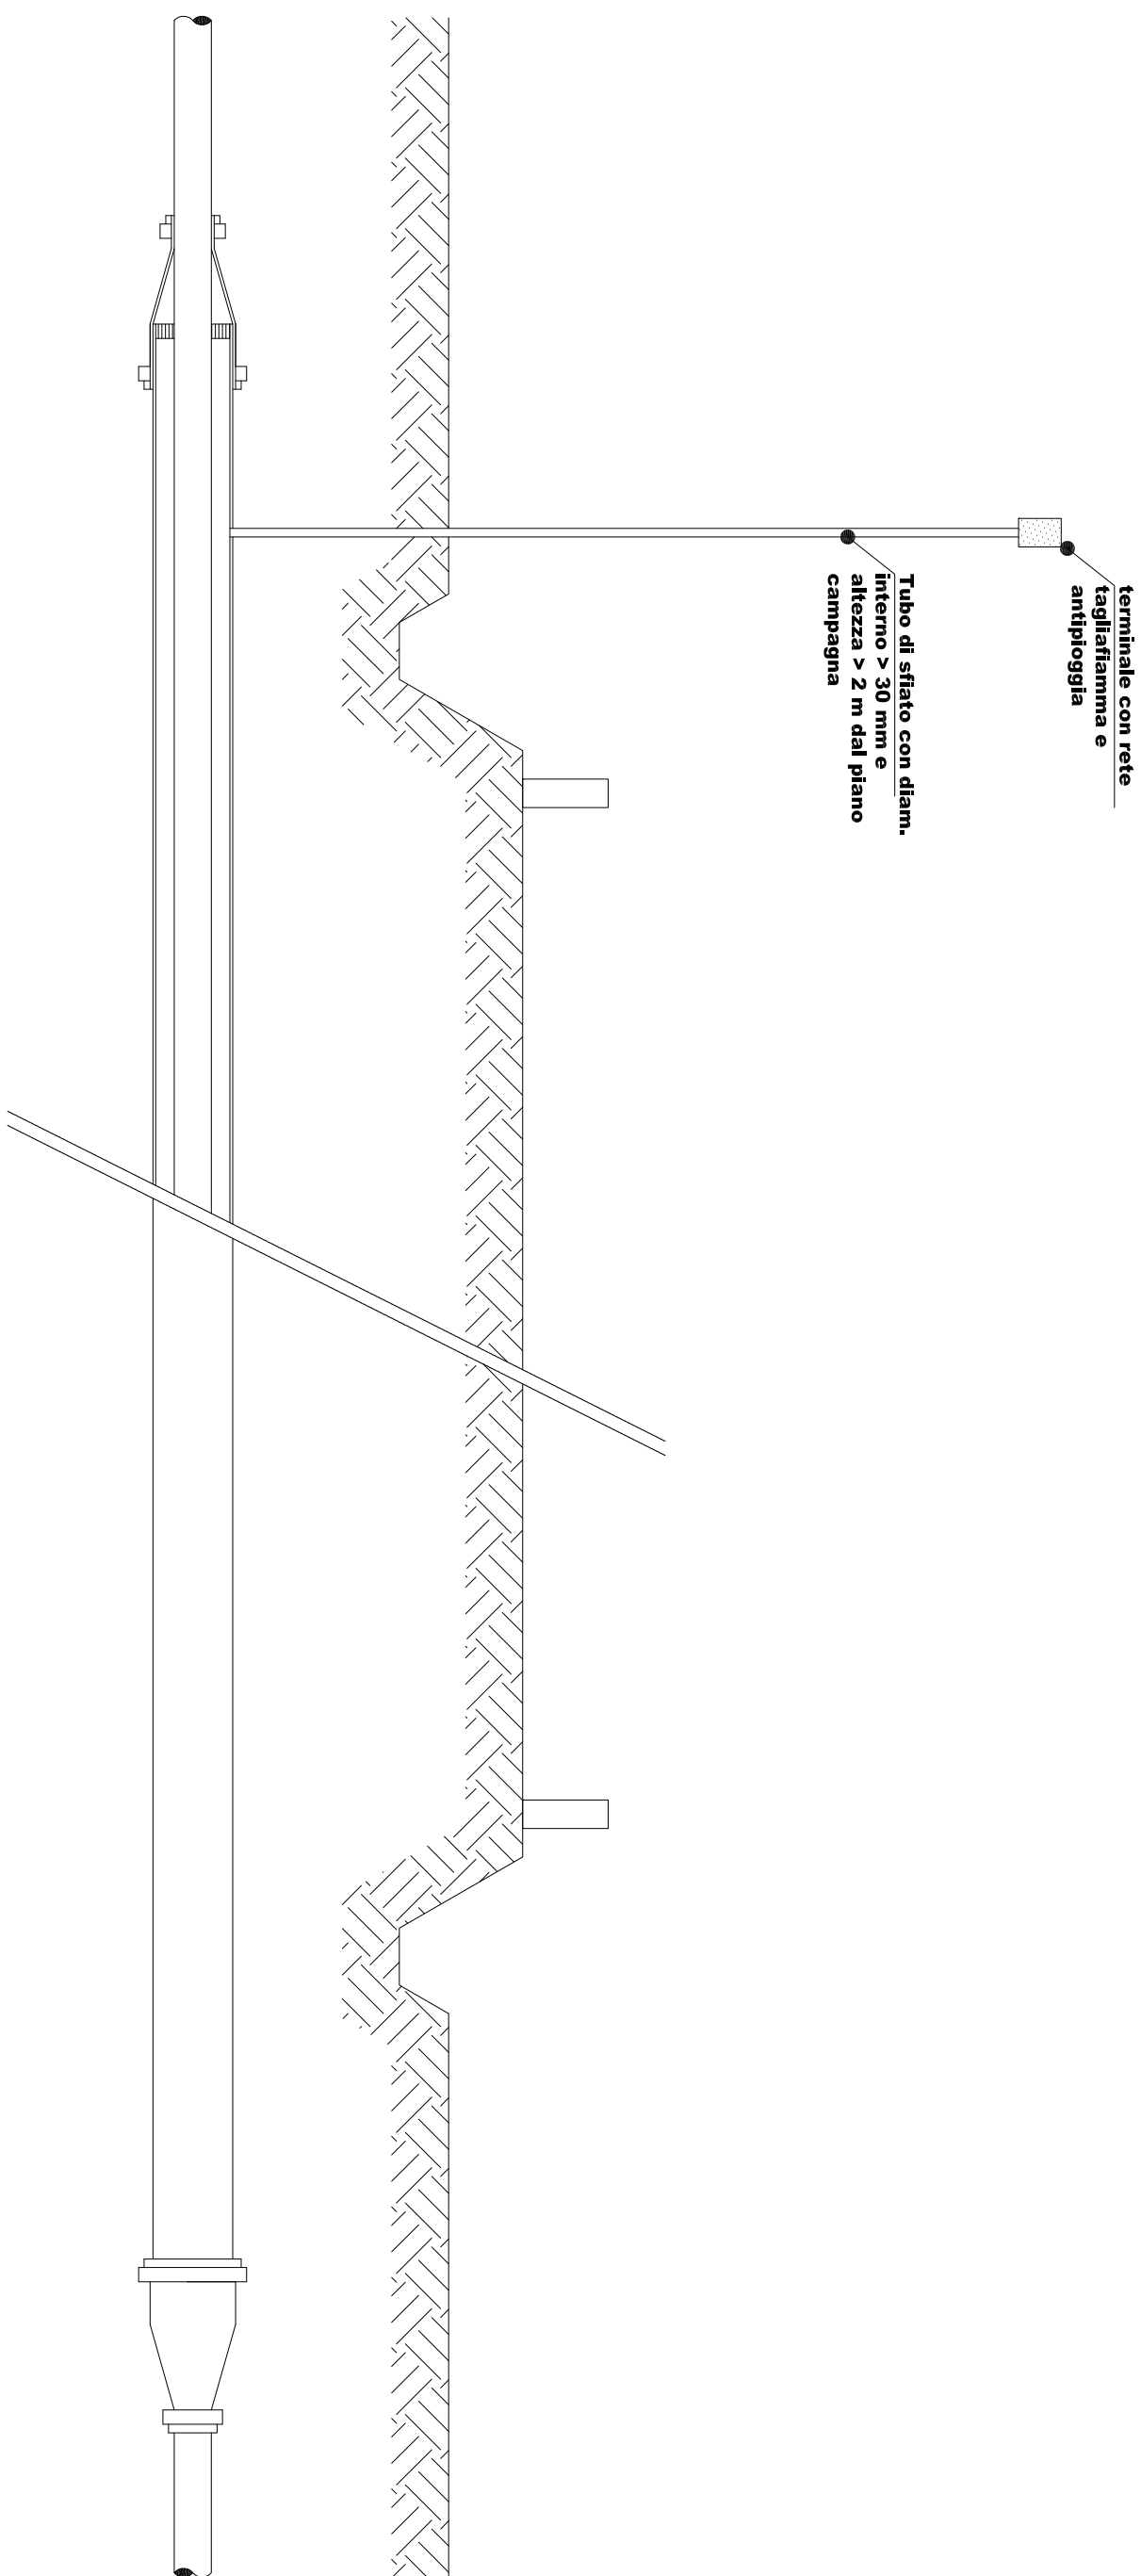 terminale con rete
tagliafiamma e
antipioggia
Tubo di sfiato con diam.
interno > 30 mm e
altezza > 2 m dal piano
campagna